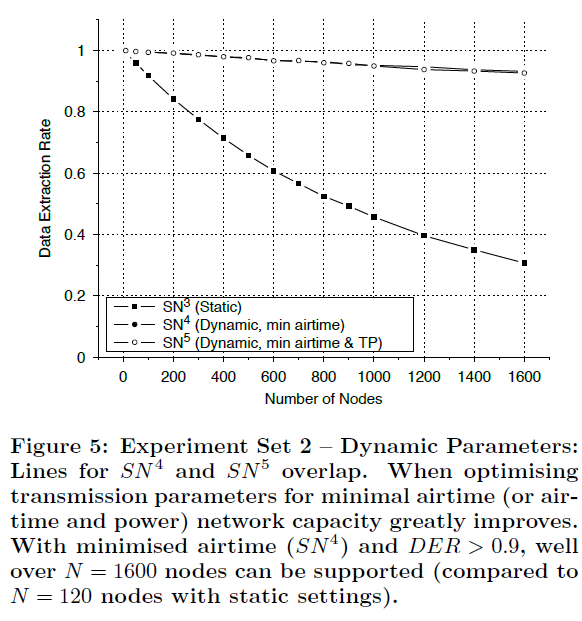 Data Extraction Rate
1
0.8
0.6
0.4
0.2
0
SN3 (Static)
SN4 (Dynamic, min airtime)
SN5 (Dynamic, min airtime & TP)
0 200 400 600 800 1000 1200 1400 1600
Number of Nodes
Figure 5: Experiment Set 2 – Dynamic Parameters:
Lines for SN4 and SN5 overlap. When optimising
transmission parameters for minimal airtime (or air-
time and power) network capacity greatly improves.
With minimised airtime (SN4) and DER > 0.9, well
over N = 1600 nodes can be supported (compared to
N = 120 nodes with static settings).